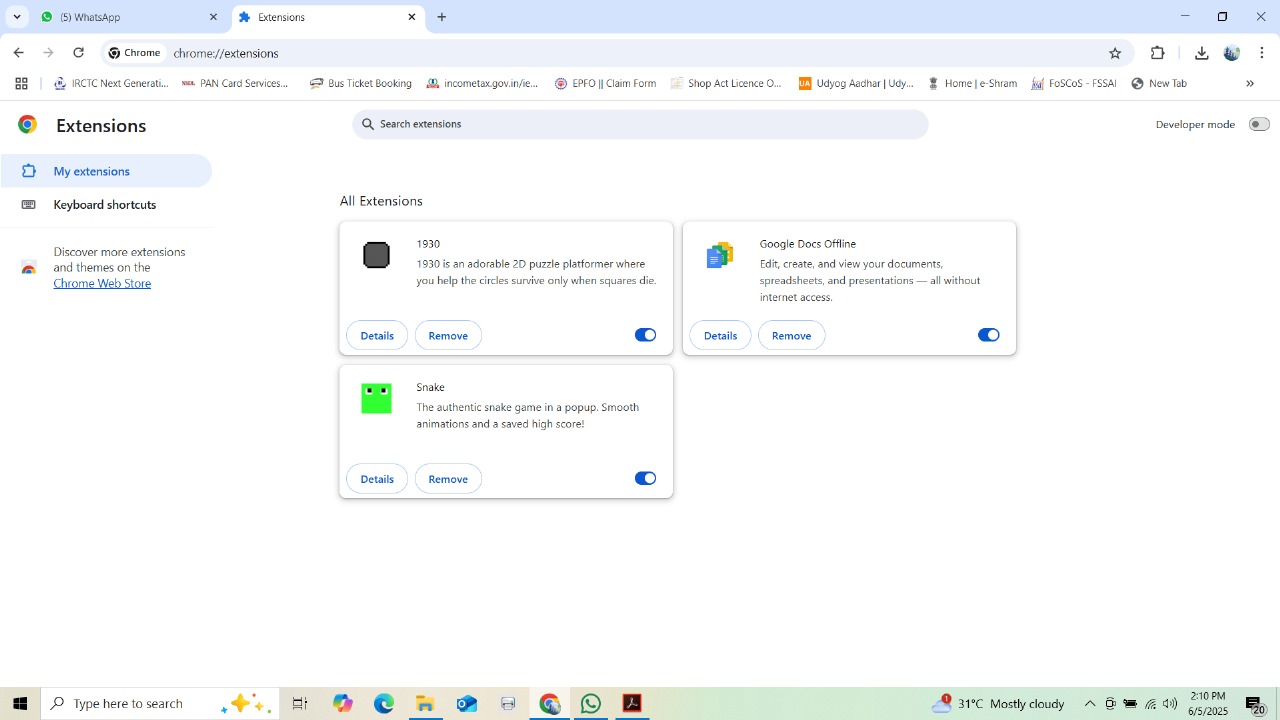 (5) WhatsApp
Extensions
Chrome
chrome://extensions
IRCTC Next Generati...
NSDL
PAN Card Services...
Bus Ticket Booking
incometax.gov.in/ie...
EPFO || Claim Form
Shop Act Licence O...
UA
Udyog Aadhar | Udy...
Home | e-Shram
FoSCoS - FSSAI
New Tab
»
Extensions
Search extensions
Developer mode
My extensions
Keyboard shortcuts
Discover more extensions
and themes on the
Chrome Web Store
All Extensions
1930
1930 is an adorable 2D puzzle platformer where
you help the circles survive only when squares die.
Details
Remove
Google Docs Offline
Edit, create, and view your documents,
spreadsheets, and presentations — all without
internet access.
Details
Remove
Snake
The authentic snake game in a popup. Smooth
animations and a saved high score!
Details
Remove
Type here to search
1
31°C Mostly cloudy
2:10 PM
6/5/2025
20